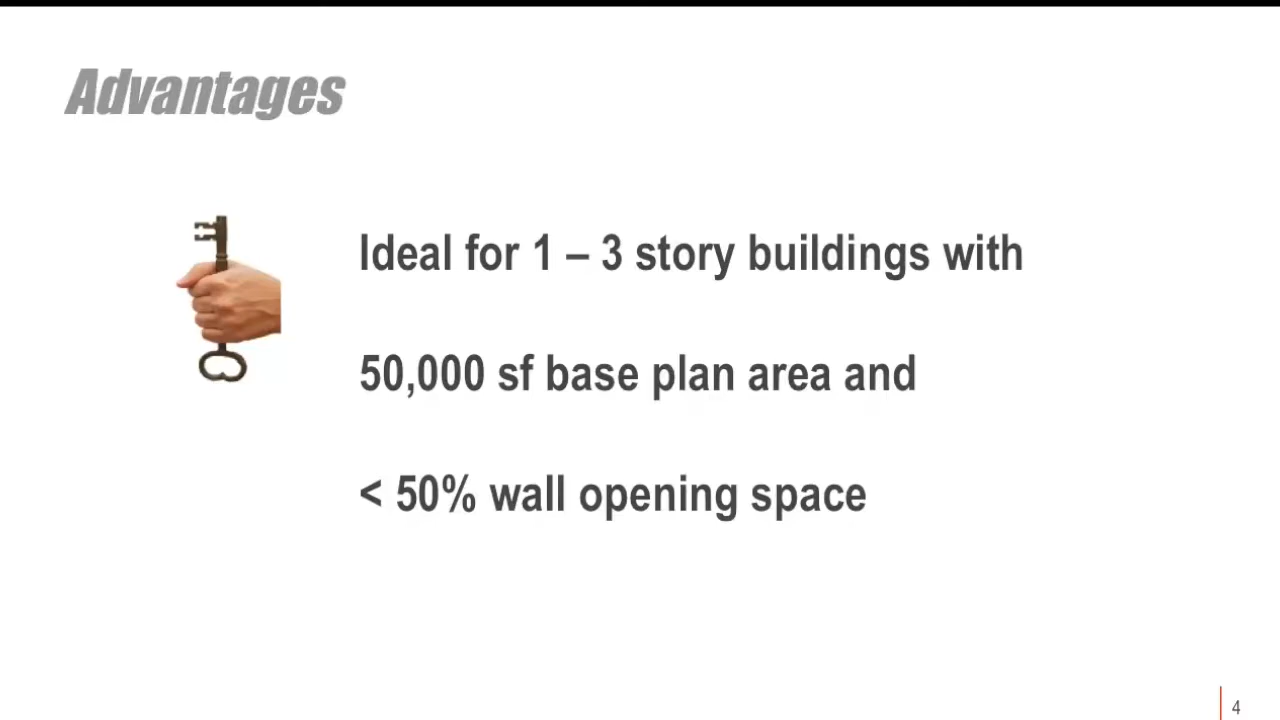 Advantages
Ideal for 1 – 3 story buildings with
50,000 sf base plan area and
< 50% wall opening space
4